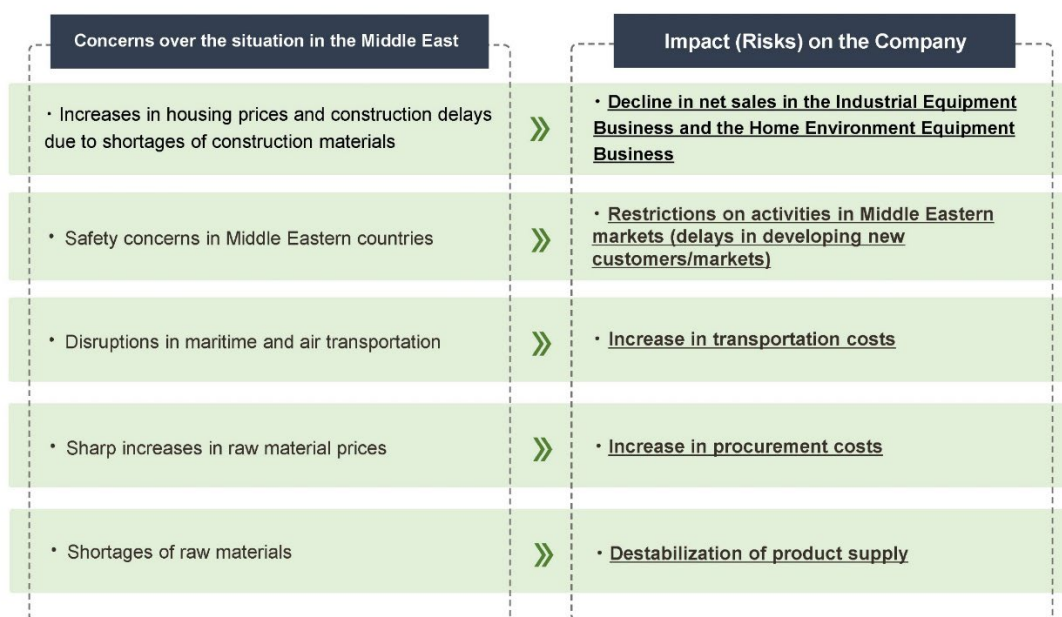 Concerns over the situation in the Middle East
Impact (Risks) on the Company
・Increases in housing prices and construction delays
due to shortages of construction materials
・Decline in net sales in the Industrial Equipment
Business and the Home Environment Equipment
Business
・Safety concerns in Middle Eastern countries
・Restrictions on activities in Middle Eastern
markets (delays in developing new
customers/markets)
・Disruptions in maritime and air transportation
・Increase in transportation costs
・Sharp increases in raw material prices
・Increase in procurement costs
・Shortages of raw materials
・Destabilization of product supply